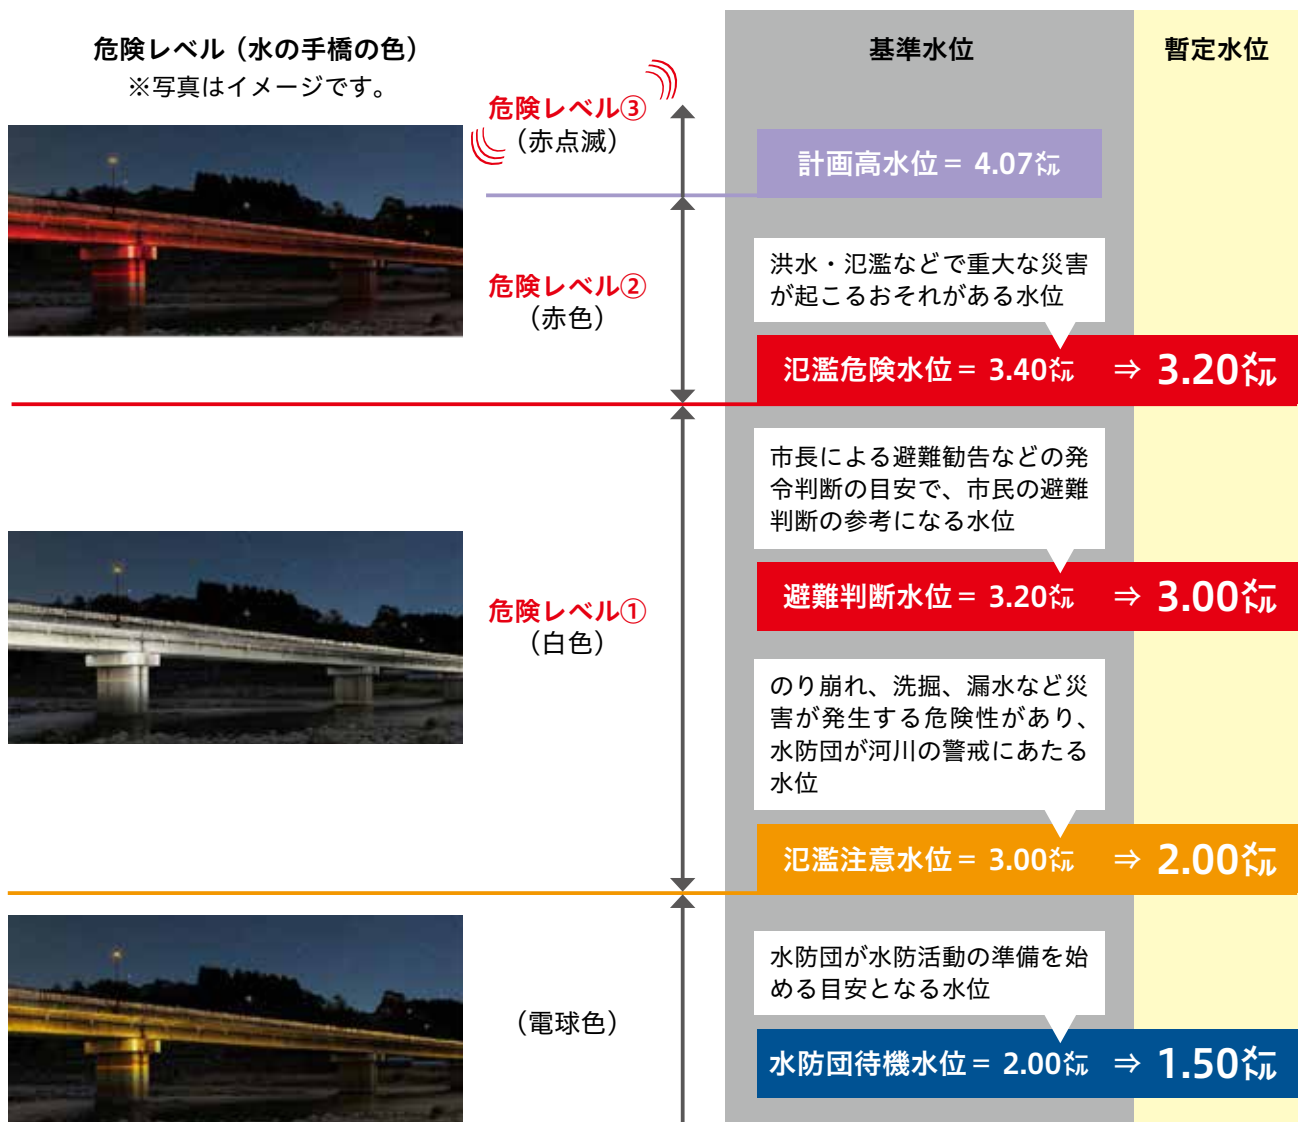 危険レベル（水の手橋の色）
※写真はイメージです。
基準水位
暫定水位
危険レベル③
（赤点滅）
計画高水位＝ 4.07㍍
危険レベル②
（赤色）
洪水・氾濫などで重大な災害
が起こるおそれがある水位
氾濫危険水位＝ 3.40㍍ ⇒ 3.20㍍
市長による避難勧告などの発
令判断の目安で、市民の避難
判断の参考になる水位
避難判断水位＝ 3.20㍍ ⇒ 3.00㍍
危険レベル①
（白色）
のり崩れ、洗掘、漏水など災
害が発生する危険性があり、
水防団が河川の警戒にあたる
水位
氾濫注意水位＝ 3.00㍍ ⇒ 2.00㍍
（電球色）
水防団が水防活動の準備を始
める目安となる水位
水防団待機水位＝ 2.00㍍ ⇒ 1.50㍍